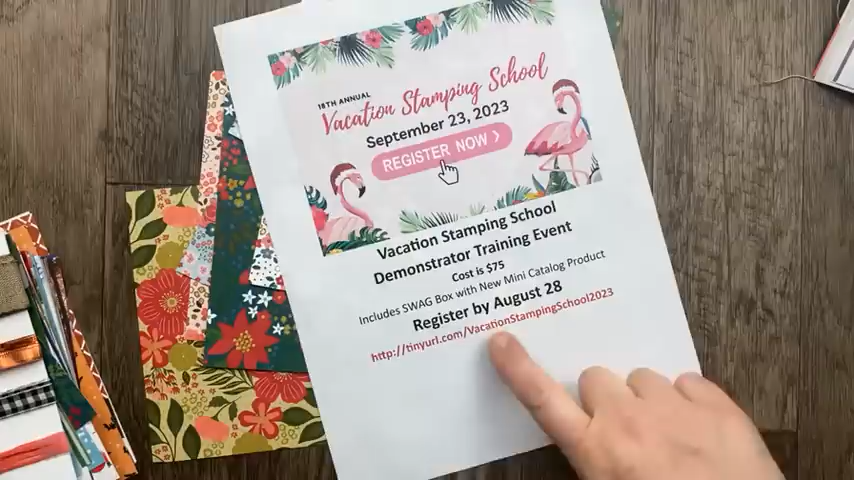 18TH ANNUAL
Vacation Stamping School
September 23, 2023
REGISTER NOW >
Vacation Stamping School
Demonstrator Training Event
Cost is $75
Includes SWAG Box with New Mini Catalog Product
Register by August 28
http://tinyurl.com/VacationStampingSchool2023